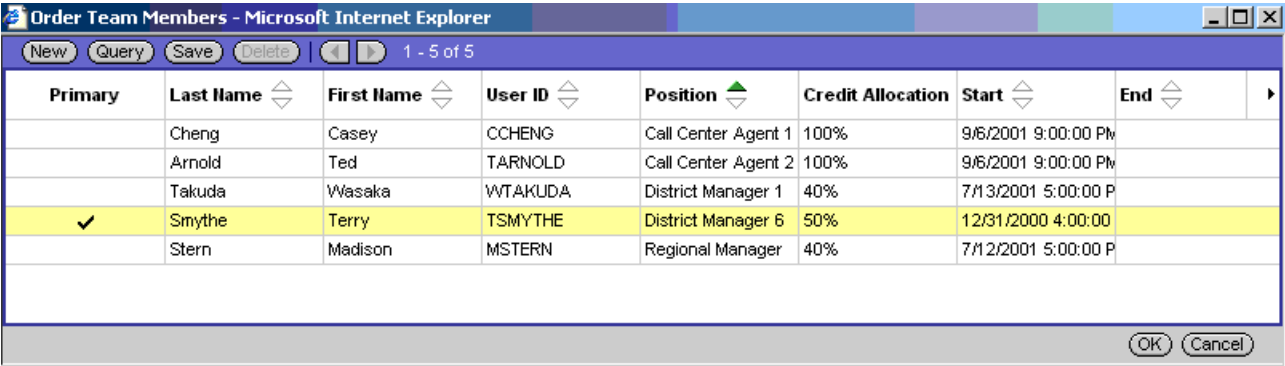 Order Team Members - Microsoft Internet Explorer
New Query Save Delete 1 - 5 of 5
Primary Last Name First Name User ID Position Credit Allocation Start End
Cheng Casey CCHENG Call Center Agent 1 100% 9/6/2001 9:00:00 PM
Arnold Ted TARNOLD Call Center Agent 2 100% 9/6/2001 9:00:00 PM
Takuda Wasaka WTAKUDA District Manager 1 40% 7/13/2001 5:00:00 P
Smythe Terry TSMYTHE District Manager 6 50% 12/31/2000 4:00:00
Stern Madison MSTERN Regional Manager 40% 7/12/2001 5:00:00 P
OK Cancel